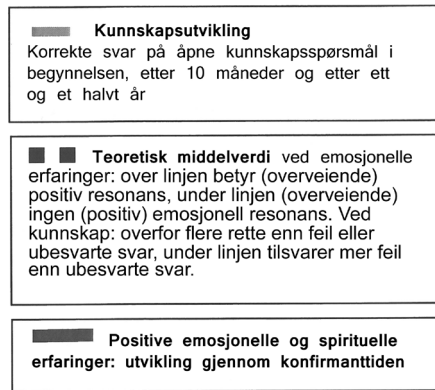 Kunnskapsutvikling
Korrekte svar på åpne kunnskapsspørsmål i
begynnelsen, etter 10 måneder og etter ett
og et halvt år
Teoretisk middelverdi ved emosjonelle
erfaringer: over linjen betyr (overveiende)
positiv resonans, under linjen (overveiende)
ingen (positiv) emosjonell resonans. Ved
kunnskap: overfor flere rette enn feil eller
ubesvarte svar, under linjen tilsvarer mer feil
enn ubesvarte svar.
Positive emosjonelle og spirituelle
erfaringer: utvikling gjennom konfirmanttiden